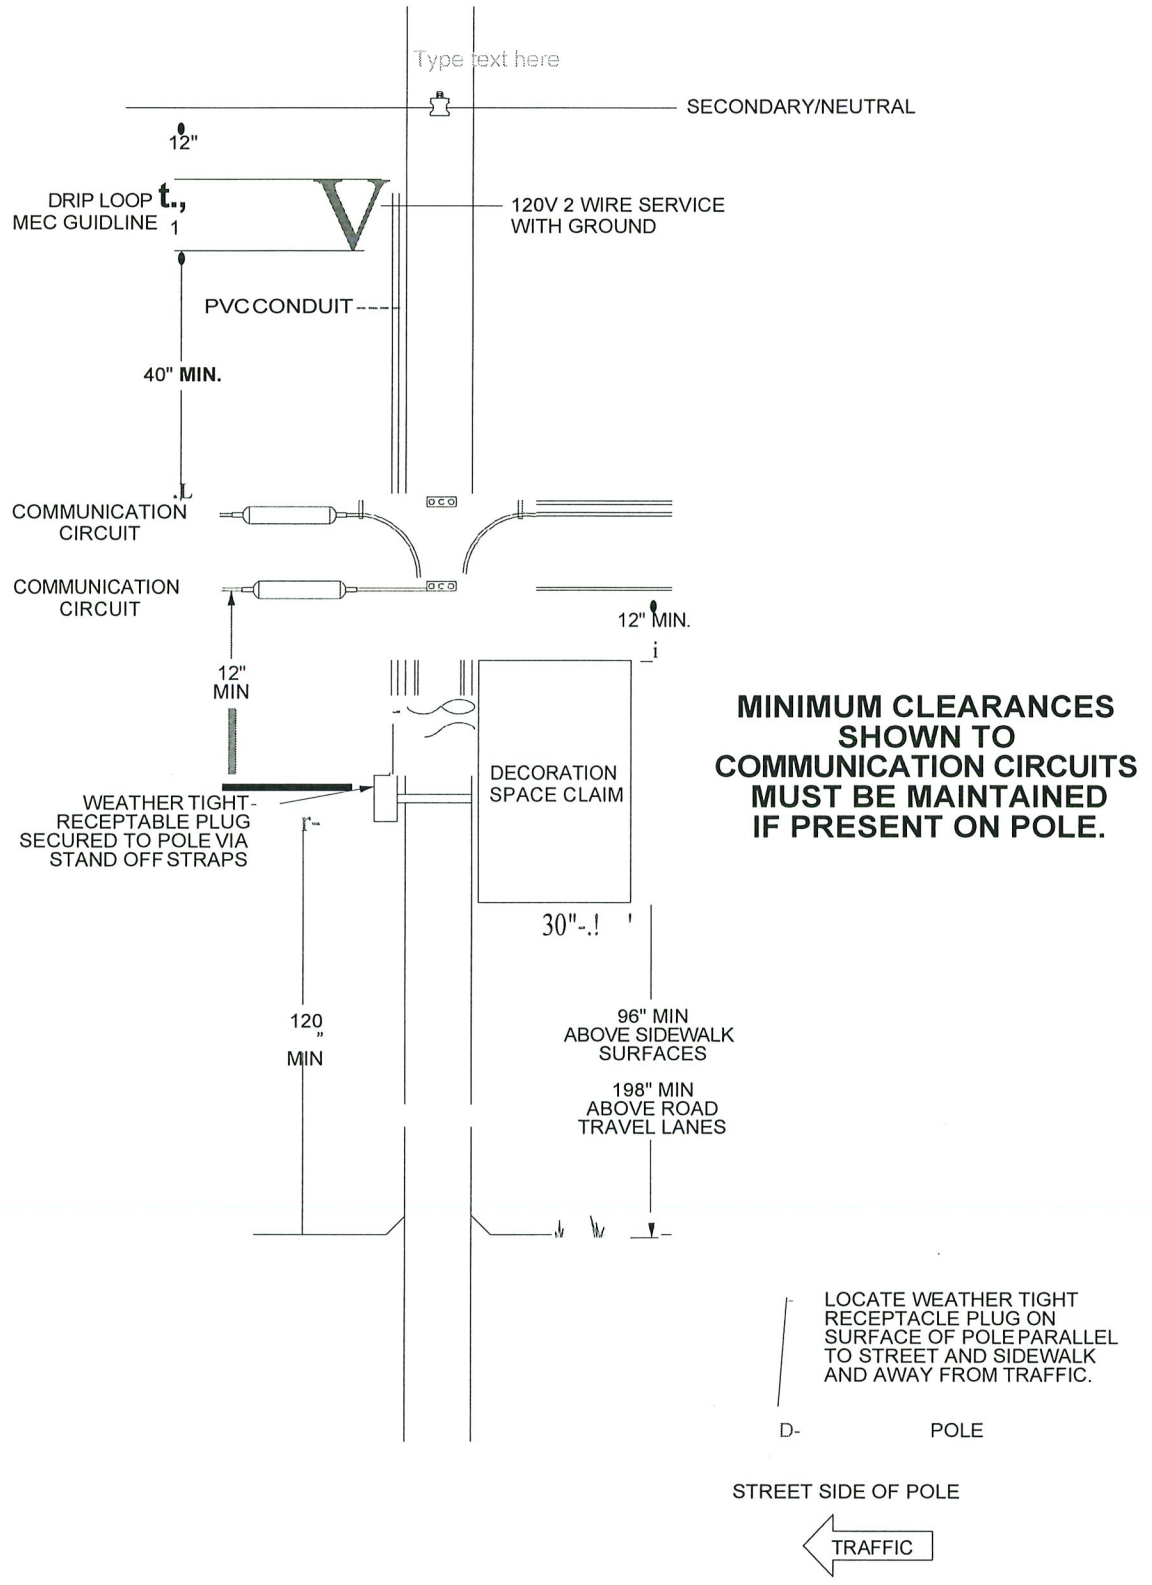 Type text here
SECONDARY/NEUTRAL
12"
DRIP LOOP t.,
MEC GUIDLINE 1
120V 2 WIRE SERVICE
WITH GROUND
PVC CONDUIT
40" MIN.
COMMUNICATION
CIRCUIT
COMMUNICATION
CIRCUIT
12" MIN.
12"
MIN
MINIMUM CLEARANCES
SHOWN TO
COMMUNICATION CIRCUITS
MUST BE MAINTAINED
IF PRESENT ON POLE.
DECORATION
SPACE CLAIM
WEATHER TIGHT-
RECEPTABLE PLUG
SECURED TO POLE VIA
STAND OFF STRAPS
30"-.! '
120
"
MIN
96" MIN
ABOVE SIDEWALK
SURFACES
198" MIN
ABOVE ROAD
TRAVEL LANES
LOCATE WEATHER TIGHT
RECEPTACLE PLUG ON
SURFACE OF POLE PARALLEL
TO STREET AND SIDEWALK
AND AWAY FROM TRAFFIC.
D- POLE
STREET SIDE OF POLE
TRAFFIC